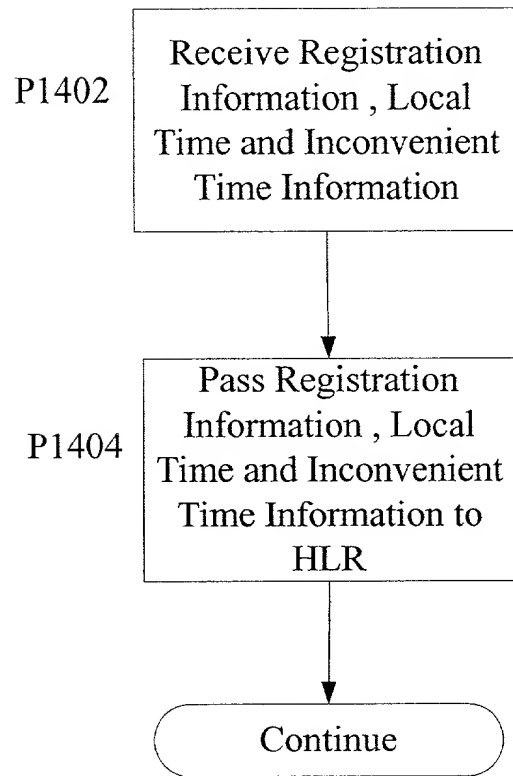 P1402
Receive Registration
Information , Local
Time and Inconvenient
Time Information
P1404
Pass Registration
Information , Local
Time and Inconvenient
Time Information to
HLR
Continue